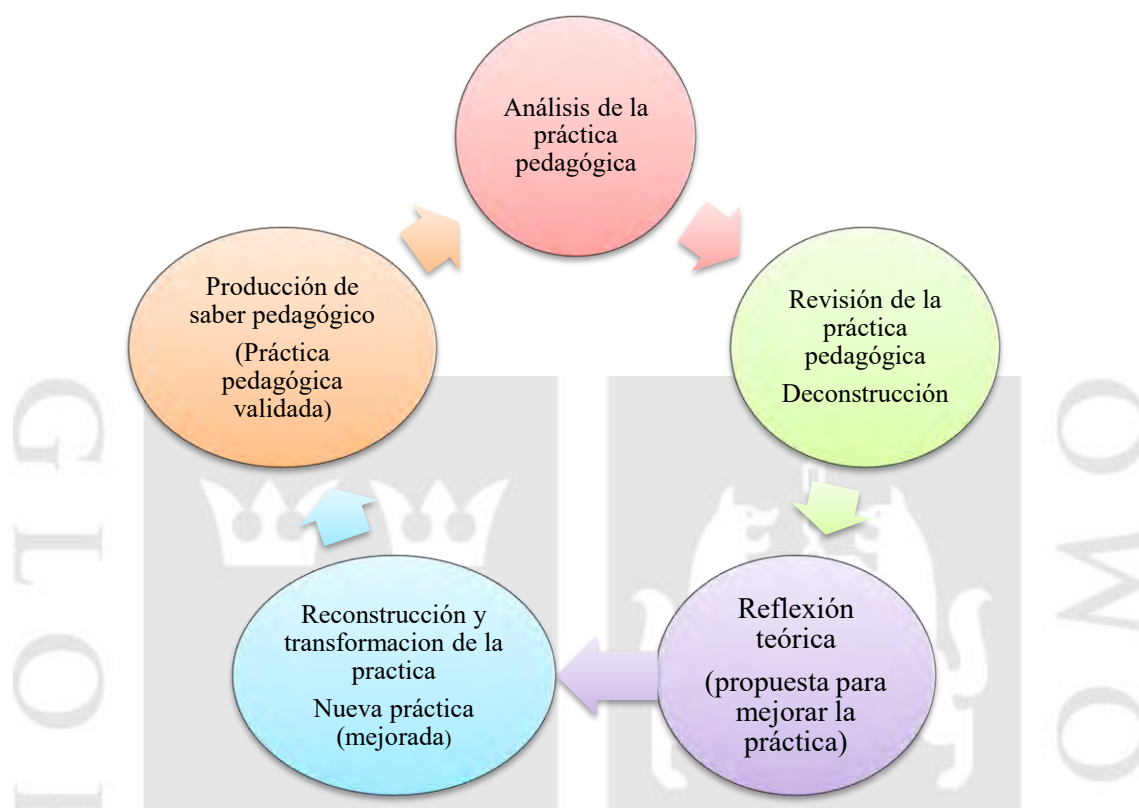 Análisis de la
práctica
pedagógica
Revisión de la
práctica
pedagógica
Deconstrucción
Reflexión
teórica
(propuesta para
mejorar la
práctica)
Reconstrucción y
transformacion de la
practica
Nueva práctica
(mejorada)
Producción de
saber pedagógico
(Práctica
pedagógica
validada)